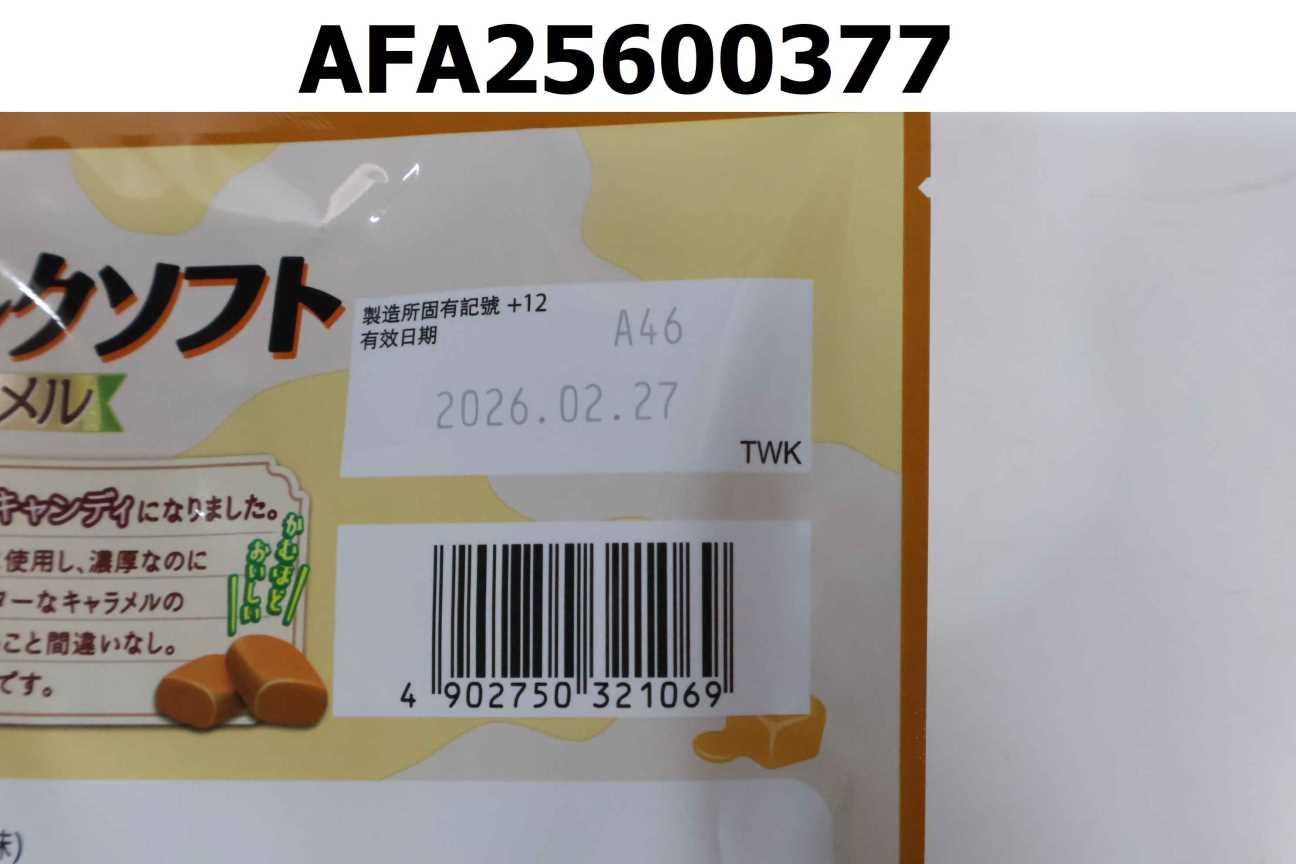 AFA25600377
クソフト
製造所固有記號 +12
有效日期
A46
2026.02.27
TWK
メル
キャンディになりました。
使用し、濃厚なのに
ターなキャラメルの
こと間違いなし。
です。
かむほど
おいしい
4 902750 321069
味)